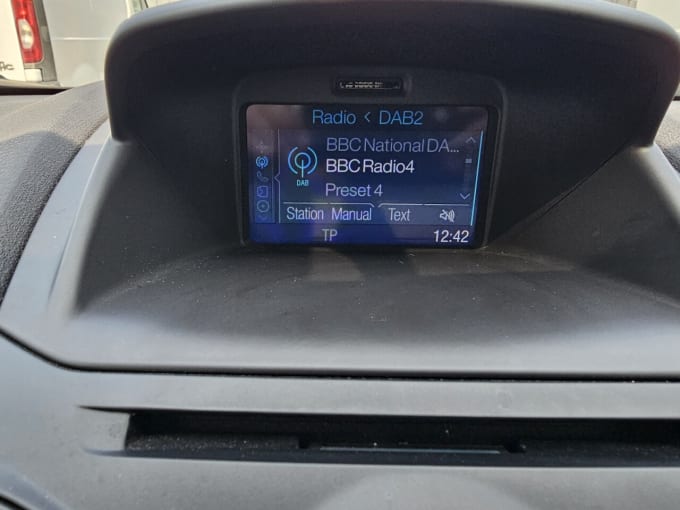 Radio < DAB2
BBC National DA...
BBC Radio4
DAB
Preset 4
Station Manual Text
TP 12:42